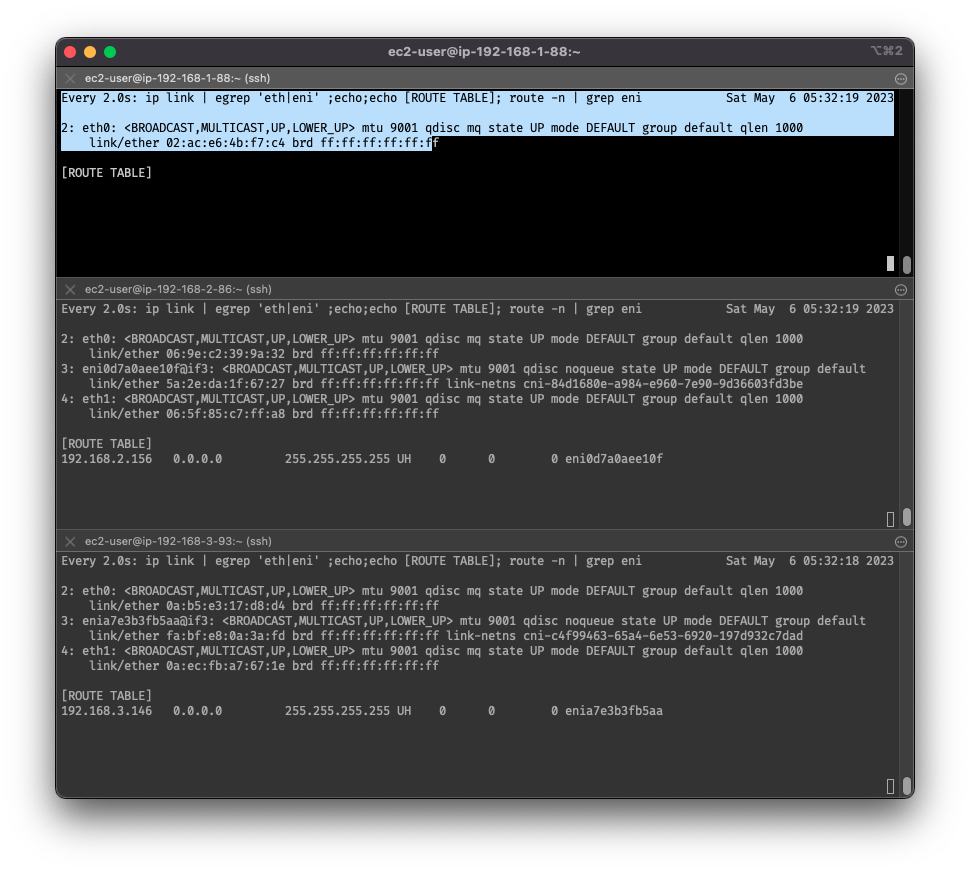 ec2-user@ip-192-168-1-88:~
⌥⌘2
ec2-user@ip-192-168-1-88:~ (ssh)
Every 2.0s: ip link | egrep 'eth|eni' ;echo;echo [ROUTE TABLE]; route -n | grep eni Sat May 6 05:32:19 2023
2: eth0: <BROADCAST,MULTICAST,UP,LOWER_UP> mtu 9001 qdisc mq state UP mode DEFAULT group default qlen 1000
link/ether 02:ac:e6:4b:f7:c4 brd ff:ff:ff:ff:ff:ff
[ROUTE TABLE]
ec2-user@ip-192-168-2-86:~ (ssh)
Every 2.0s: ip link | egrep 'eth|eni' ;echo;echo [ROUTE TABLE]; route -n | grep eni Sat May 6 05:32:19 2023
2: eth0: <BROADCAST,MULTICAST,UP,LOWER_UP> mtu 9001 qdisc mq state UP mode DEFAULT group default qlen 1000
link/ether 06:9e:c2:39:9a:32 brd ff:ff:ff:ff:ff:ff
3: eni0d7a0aee10f@if3: <BROADCAST,MULTICAST,UP,LOWER_UP> mtu 9001 qdisc noqueue state UP mode DEFAULT group default
link/ether 5a:2e:da:1f:67:27 brd ff:ff:ff:ff:ff:ff link-netns cni-84d1680e-a984-e960-7e90-9d36603fd3be
4: eth1: <BROADCAST,MULTICAST,UP,LOWER_UP> mtu 9001 qdisc mq state UP mode DEFAULT group default qlen 1000
link/ether 06:5f:85:c7:ff:a8 brd ff:ff:ff:ff:ff:ff
[ROUTE TABLE]
192.168.2.156 0.0.0.0 255.255.255.255 UH 0 0 0 eni0d7a0aee10f
ec2-user@ip-192-168-3-93:~ (ssh)
Every 2.0s: ip link | egrep 'eth|eni' ;echo;echo [ROUTE TABLE]; route -n | grep eni Sat May 6 05:32:18 2023
2: eth0: <BROADCAST,MULTICAST,UP,LOWER_UP> mtu 9001 qdisc mq state UP mode DEFAULT group default qlen 1000
link/ether 0a:b5:e3:17:d8:d4 brd ff:ff:ff:ff:ff:ff
3: enia7e3b3fb5aa@if3: <BROADCAST,MULTICAST,UP,LOWER_UP> mtu 9001 qdisc noqueue state UP mode DEFAULT group default
link/ether fa:bf:e8:0a:3a:fd brd ff:ff:ff:ff:ff:ff link-netns cni-c4f99463-65a4-6e53-6920-197d932c7dad
4: eth1: <BROADCAST,MULTICAST,UP,LOWER_UP> mtu 9001 qdisc mq state UP mode DEFAULT group default qlen 1000
link/ether 0a:ec:fb:a7:67:1e brd ff:ff:ff:ff:ff:ff
[ROUTE TABLE]
192.168.3.146 0.0.0.0 255.255.255.255 UH 0 0 0 enia7e3b3fb5aa